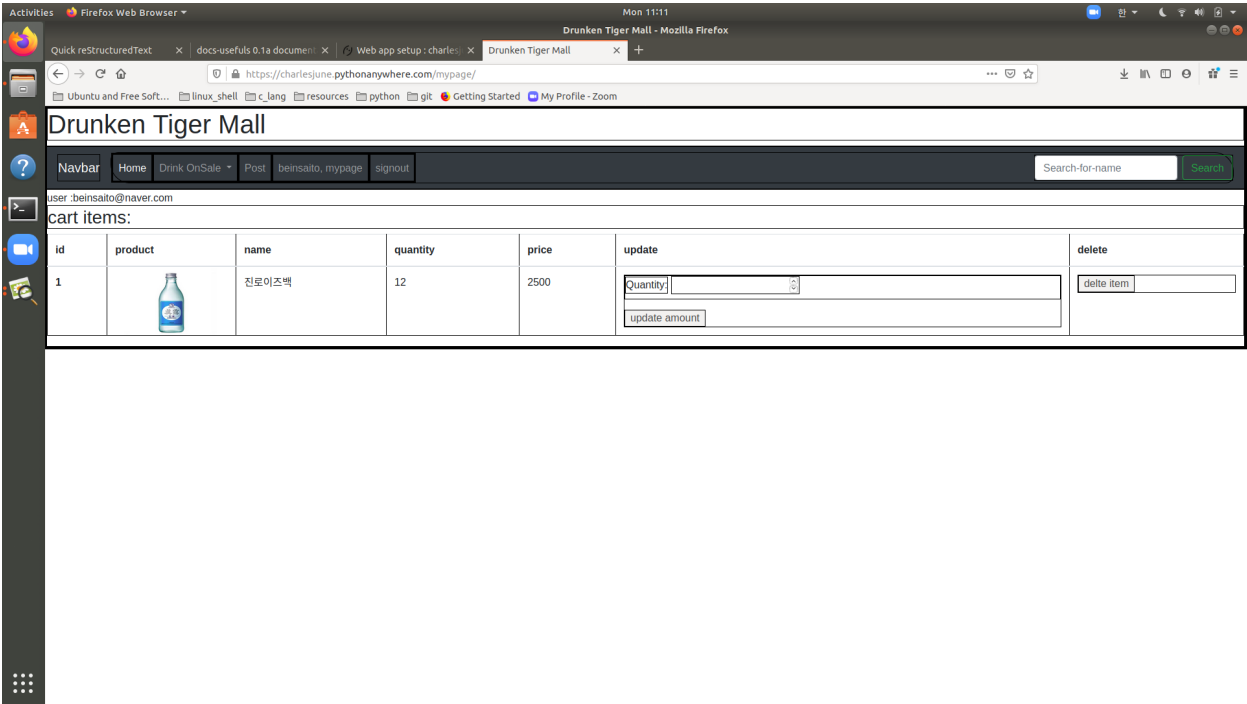 Activities Firefox Web Browser Mon 11:11 한
Drunken Tiger Mall - Mozilla Firefox
Quick reStructuredText docs-usefuls 0.1a document Web app setup : charlesj Drunken Tiger Mall
https://charlesjune.pythonanywhere.com/mypage/
Ubuntu and Free Soft... linux_shell c_lang resources python git Getting Started My Profile - Zoom
Drunken Tiger Mall
Navbar Home Drink OnSale Post beinsaito, mypage signout Search-for-name Search
user :beinsaito@naver.com
cart items:
id product name quantity price update delete
1 진로이즈백 12 2500 Quantity: delte item
update amount